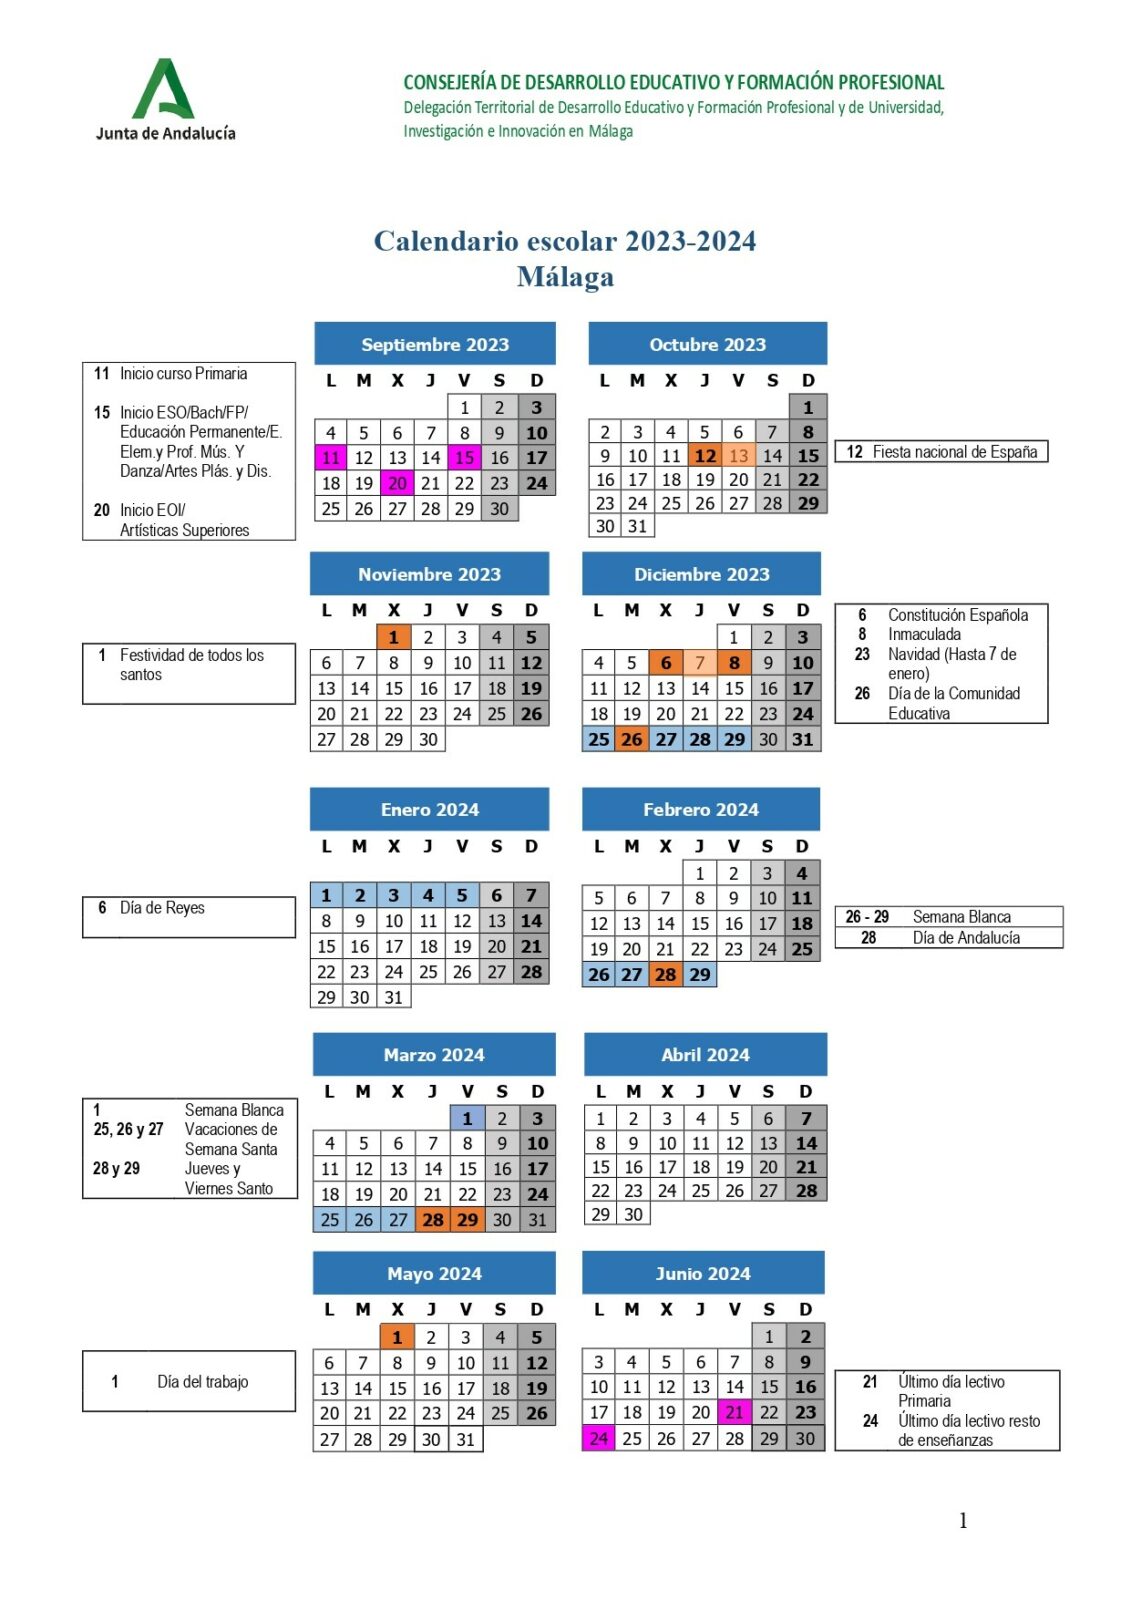 Junta de Andalucía
CONSEJERÍA DE DESARROLLO EDUCATIVO Y FORMACIÓN PROFESIONAL
Delegación Territorial de Desarrollo Educativo y Formación Profesional y de Universidad,
Investigación e Innovación en Málaga
Calendario escolar 2023-2024
Málaga
11 Inicio curso Primaria
15 Inicio ESO/Bach/FP/
Educación Permanente/E.
Elem.y Prof. Mús. Y
Danza/Artes Plás. y Dis.
20 Inicio EOI/
Artísticas Superiores
Septiembre 2023
L M X J V S D
1 2 3
4 5 6 7 8 9 10
11 12 13 14 15 16 17
18 19 20 21 22 23 24
25 26 27 28 29 30
Octubre 2023
L M X J V S D
1
2 3 4 5 6 7 8
9 10 11 12 13 14 15
16 17 18 19 20 21 22
23 24 25 26 27 28 29
30 31
12 Fiesta nacional de España
1 Festividad de todos los
santos
Noviembre 2023
L M X J V S D
1 2 3 4 5
6 7 8 9 10 11 12
13 14 15 16 17 18 19
20 21 22 23 24 25 26
27 28 29 30
Diciembre 2023
L M X J V S D
1 2 3
4 5 6 7 8 9 10
11 12 13 14 15 16 17
18 19 20 21 22 23 24
25 26 27 28 29 30 31
6 Constitución Española
8 Inmaculada
23 Navidad (Hasta 7 de
enero)
26 Día de la Comunidad
Educativa
6 Día de Reyes
Enero 2024
L M X J V S D
1 2 3 4 5 6 7
8 9 10 11 12 13 14
15 16 17 18 19 20 21
22 23 24 25 26 27 28
29 30 31
Febrero 2024
L M X J V S D
1 2 3 4
5 6 7 8 9 10 11
12 13 14 15 16 17 18
19 20 21 22 23 24 25
26 27 28 29
26 - 29 Semana Blanca
28 Día de Andalucía
1 Semana Blanca
25, 26 y 27 Vacaciones de
Semana Santa
28 y 29 Jueves y
Viernes Santo
Marzo 2024
L M X J V S D
1 2 3
4 5 6 7 8 9 10
11 12 13 14 15 16 17
18 19 20 21 22 23 24
25 26 27 28 29 30 31
Abril 2024
L M X J V S D
1 2 3 4 5 6 7
8 9 10 11 12 13 14
15 16 17 18 19 20 21
22 23 24 25 26 27 28
29 30
1 Día del trabajo
Mayo 2024
L M X J V S D
1 2 3 4 5
6 7 8 9 10 11 12
13 14 15 16 17 18 19
20 21 22 23 24 25 26
27 28 29 30 31
Junio 2024
L M X J V S D
1 2
3 4 5 6 7 8 9
10 11 12 13 14 15 16
17 18 19 20 21 22 23
24 25 26 27 28 29 30
21 Último día lectivo
Primaria
24 Último día lectivo resto
de enseñanzas
1